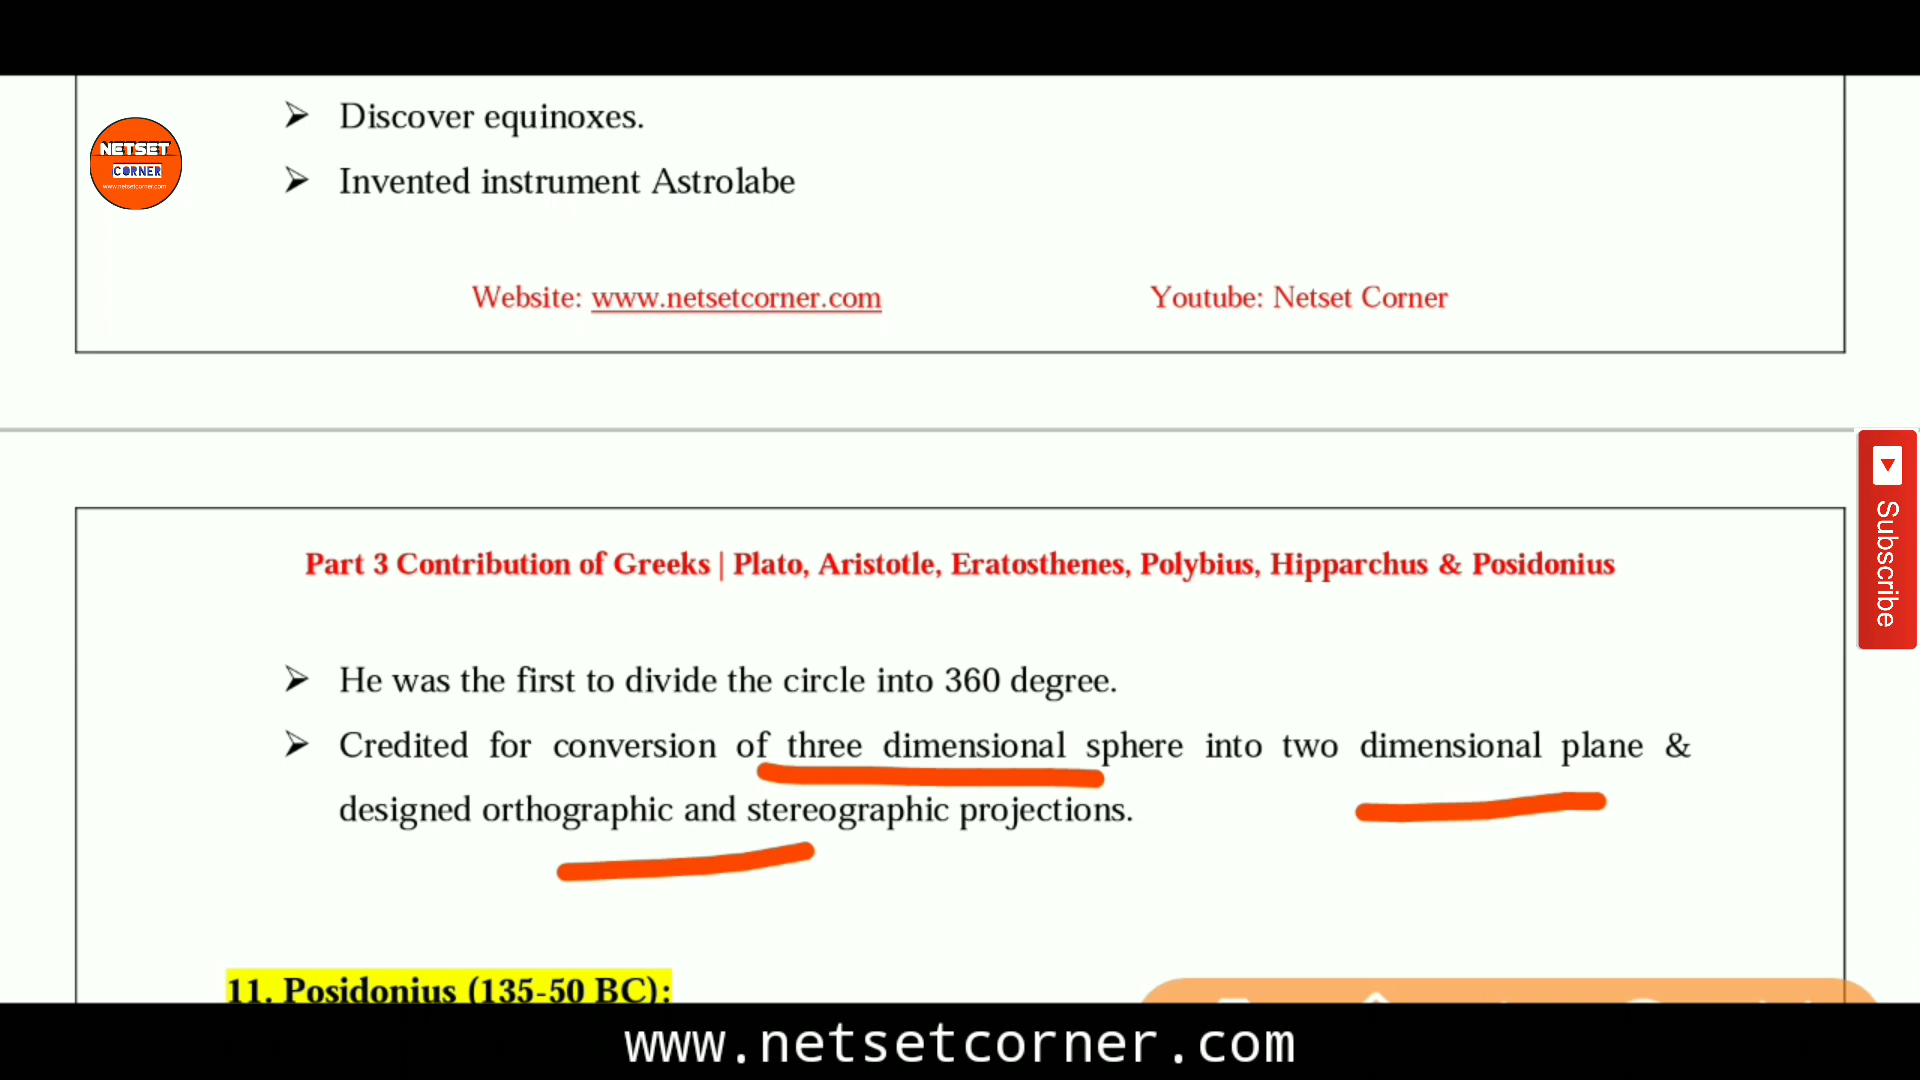 ➢ Discover equinoxes.
NETSET
CORNER
www.netsetcorner.com
➢ Invented instrument Astrolabe
Website: www.netsetcorner.com Youtube: Netset Corner
Subscribe
Part 3 Contribution of Greeks | Plato, Aristotle, Eratosthenes, Polybius, Hipparchus & Posidonius
➢ He was the first to divide the circle into 360 degree.
➢ Credited for conversion of three dimensional sphere into two dimensional plane &
designed orthographic and stereographic projections.
11. Posidonius (135-50 BC):
www.netsetcorner.com